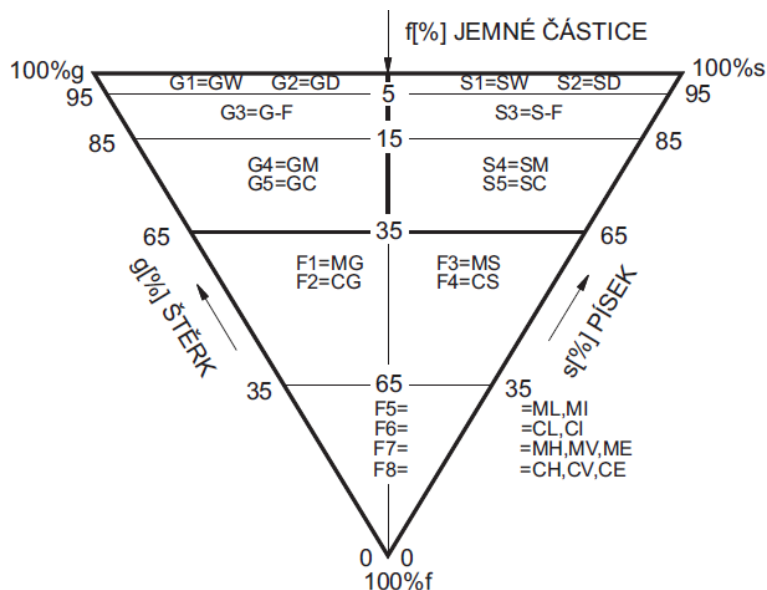 f[%] JEMNÉ ČÁSTICE
100%g
100%s
G1=GW G2=GD
S1=SW S2=SD
95
5
95
G3=G-F
S3=S-F
85
15
85
G4=GM
G5=GC
S4=SM
S5=SC
65
35
65
F1=MG
F2=CG
F3=MS
F4=CS
g[%] ŠTĚRK
s[%] PÍSEK
35
65
35
F5= =ML,MI
F6= =CL,CI
F7= =MH,MV,ME
F8= =CH,CV,CE
0 0
100%f